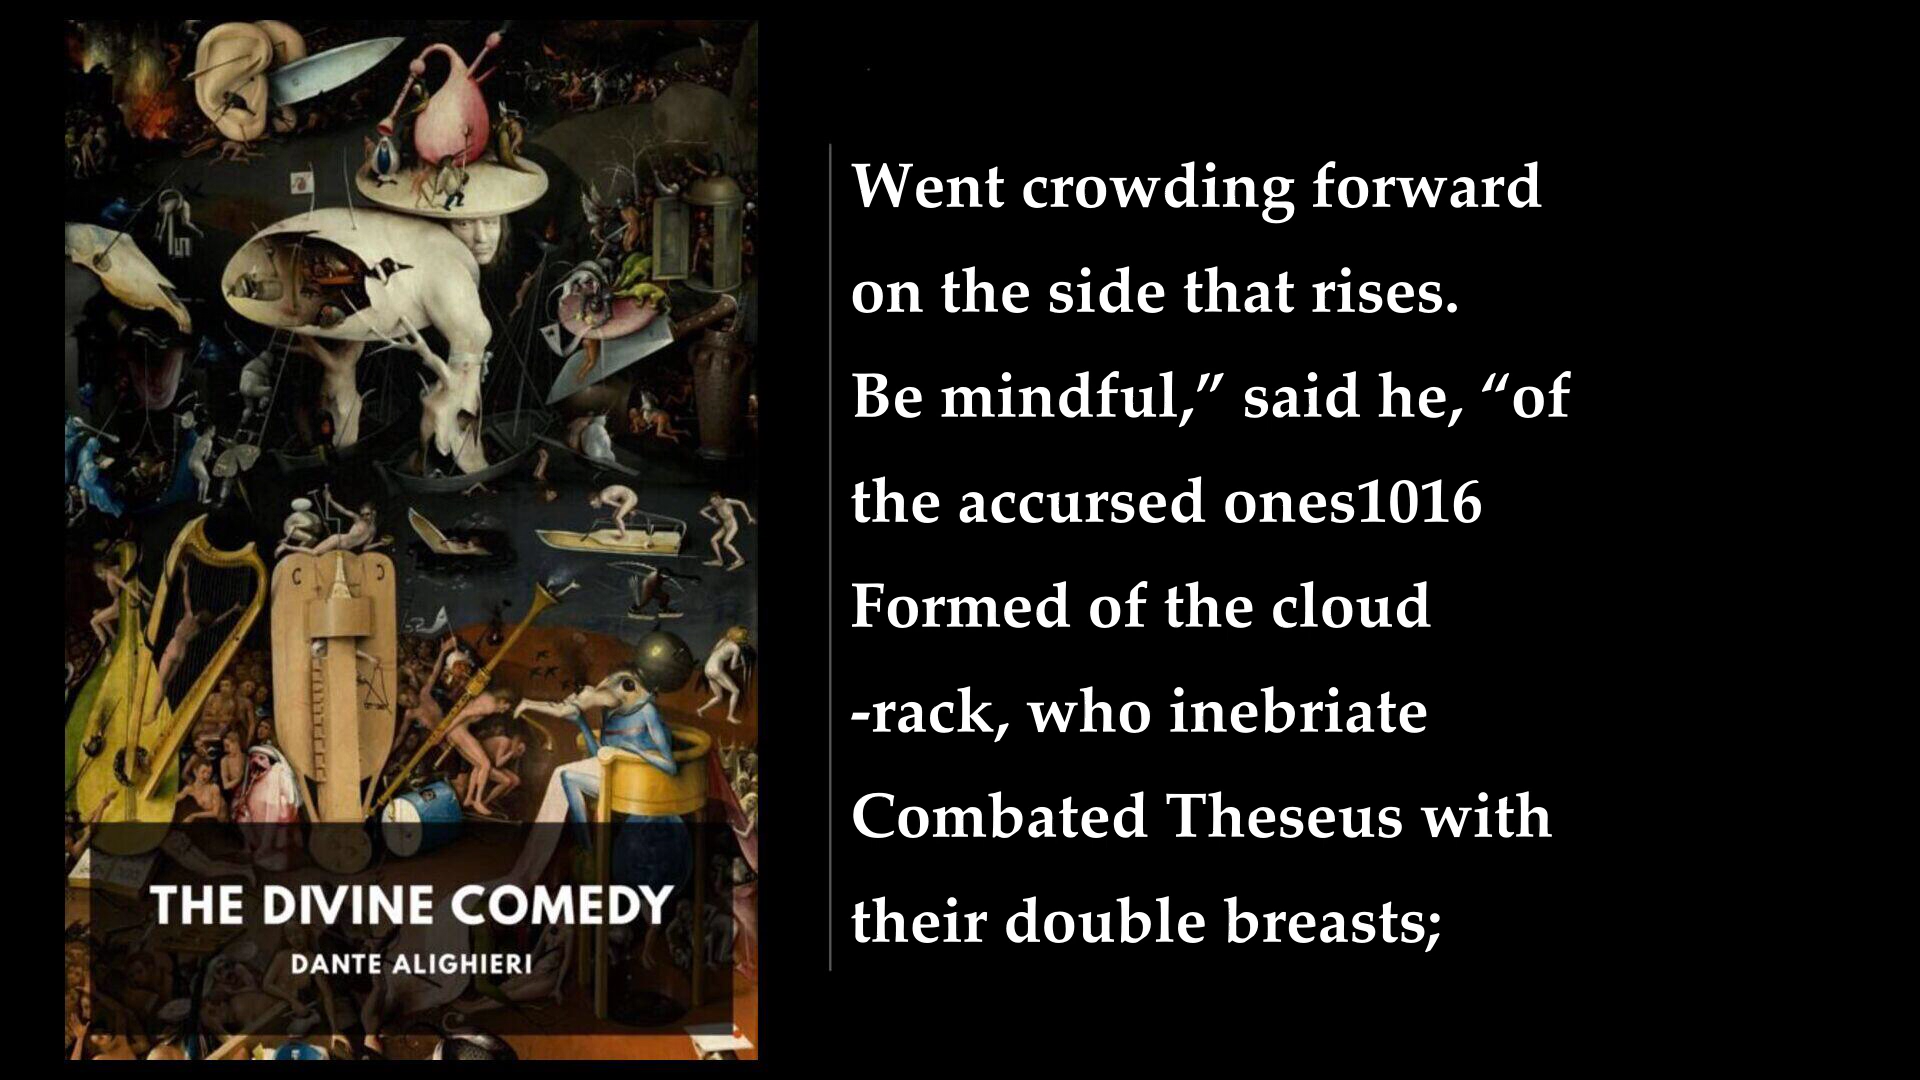 THE DIVINE COMEDY
DANTE ALIGHIERI
Went crowding forward
on the side that rises.
Be mindful,” said he, “of
the accursed ones1016
Formed of the cloud
-rack, who inebriate
Combated Theseus with
their double breasts;